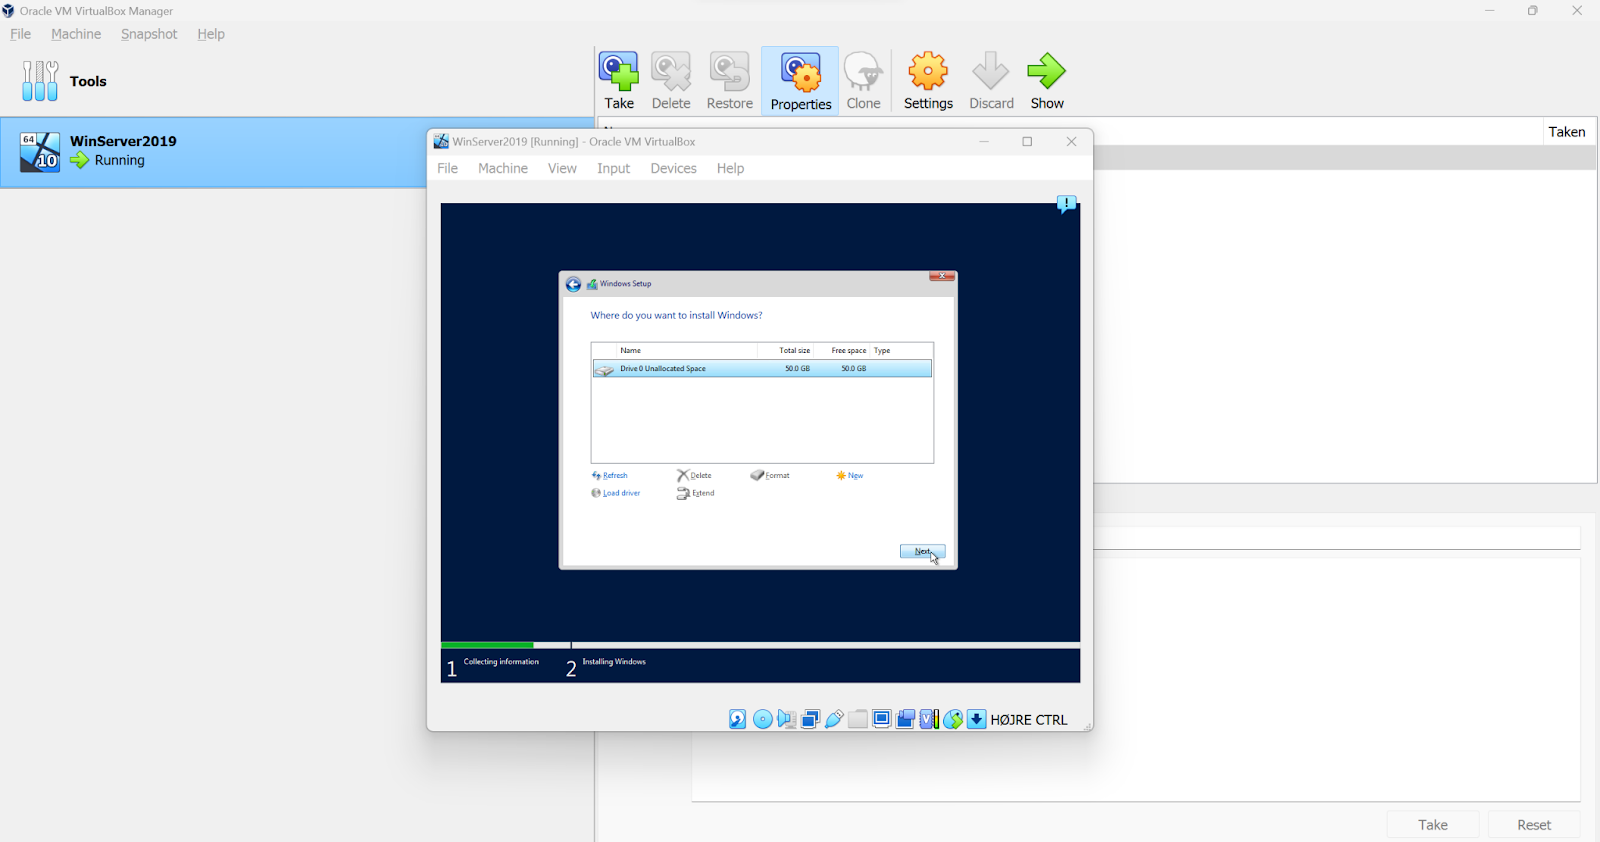 Oracle VM VirtualBox Manager
File Machine Snapshot Help
Tools
Take Delete Restore Properties Clone Settings Discard Show
64
10
WinServer2019
Running
Taken
WinServer2019 [Running] - Oracle VM VirtualBox
File Machine View Input Devices Help
Windows Setup
Where do you want to install Windows?
Name Total size Free space Type
Drive 0 Unallocated Space 50.0 GB 50.0 GB
Refresh Delete Format New
Load driver Extend
Next
1 Collecting information 2 Installing Windows
HØJRE CTRL
Take Reset